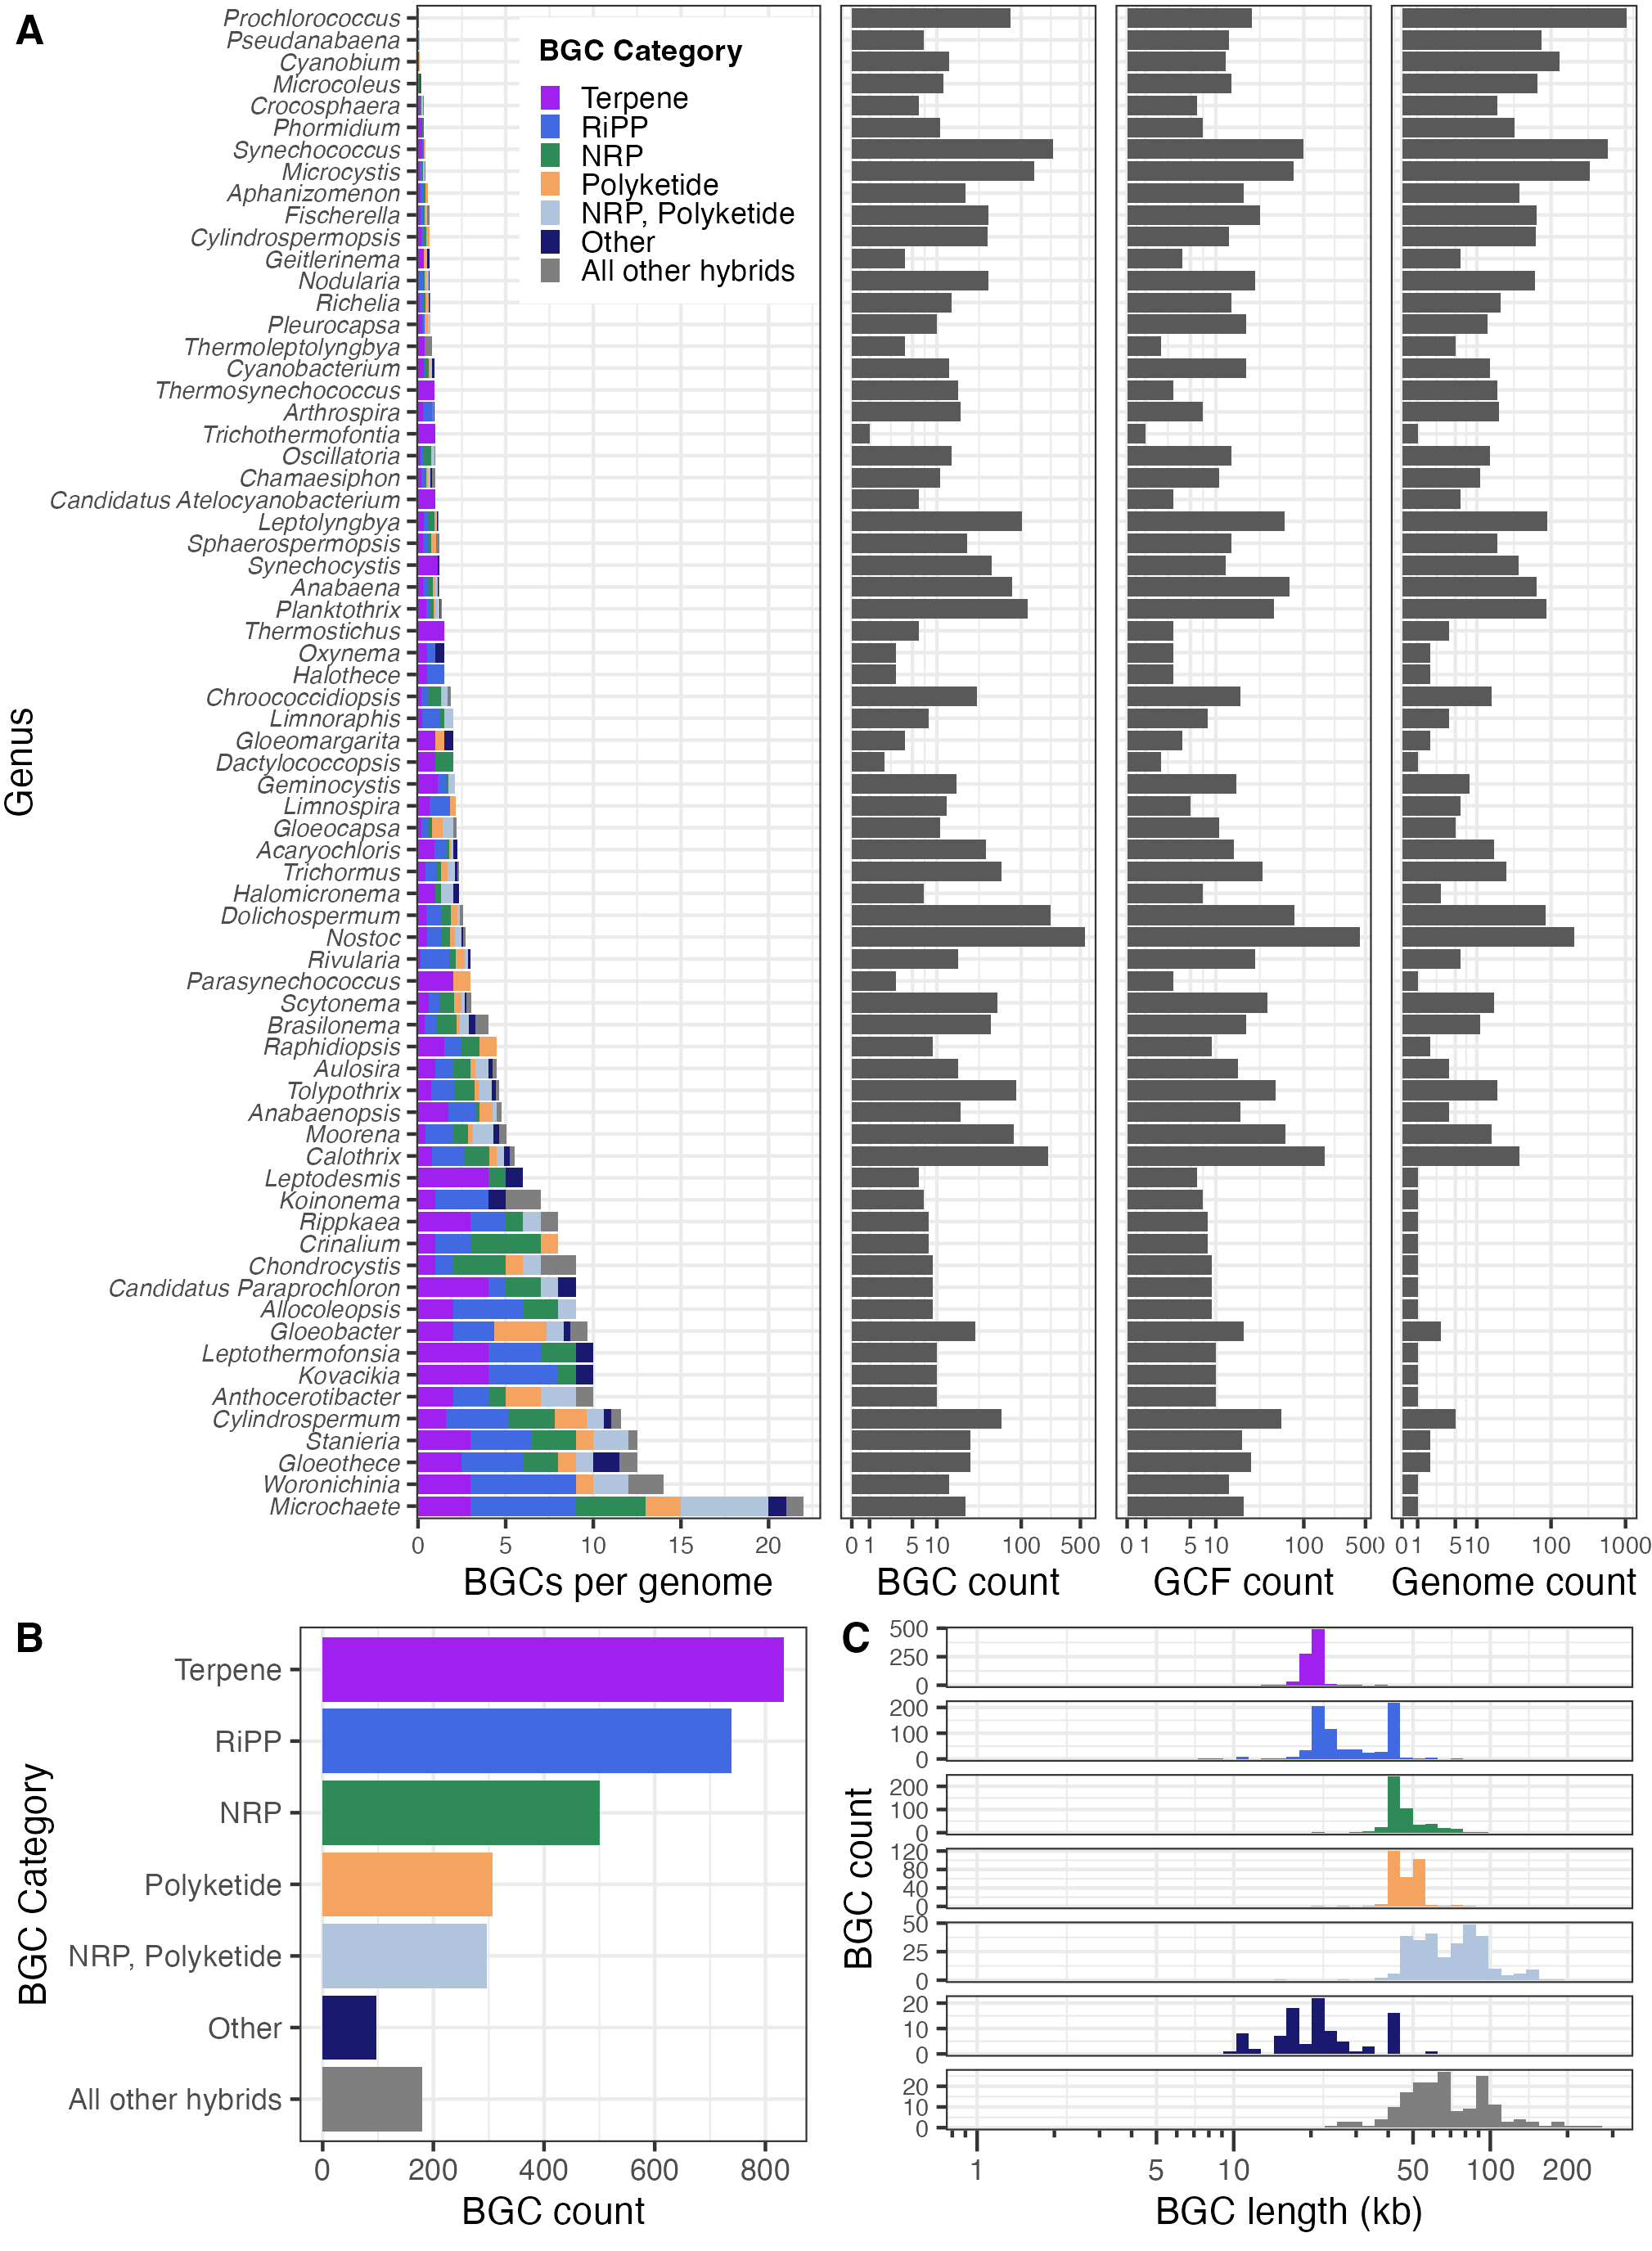 A
Genus
Prochlorococcus
Pseudanabaena
Cyanobium
Microcoleus
Crocosphaera
Phormidium
Synechococcus
Microcystis
Aphanizomenon
Fischerella
Cylindrospermopsis
Geitlerinema
Nodularia
Richelia
Pleurocapsa
Thermoleptolyngbya
Cyanobacterium
Thermosynechococcus
Arthrospira
Trichothermofontia
Oscillatoria
Chamaesiphon
Candidatus Atelocyanobacterium
Leptolyngbya
Sphaerospermopsis
Synechocystis
Anabaena
Planktothrix
Thermostichus
Oxynema
Halothece
Chroococcidiopsis
Limnoraphis
Gloeomargarita
Dactylococcopsis
Geminocystis
Limnospira
Gloeocapsa
Acaryochloris
Trichormus
Halomicronema
Dolichospermum
Nostoc
Rivularia
Parasynechococcus
Scytonema
Brasilonema
Raphidiopsis
Aulosira
Tolypothrix
Anabaenopsis
Moorena
Calothrix
Leptodesmis
Koinonema
Rippkaea
Crinalium
Chondrocystis
Candidatus Paraprochloron
Allocoleopsis
Gloeobacter
Leptothermofonsia
Kovacikia
Anthocerotibacter
Cylindrospermum
Stanieria
Gloeothece
Woronichinia
Microchaete
BGC Category
Terpene
RiPP
NRP
Polyketide
NRP, Polyketide
Other
All other hybrids
0 5 10 15 20
BGCs per genome
0 1 5 10 100 500
BGC count
0 1 5 10 100 500
GCF count
0 1 5 10 100 1000
Genome count
B
BGC Category
Terpene
RiPP
NRP
Polyketide
NRP, Polyketide
Other
All other hybrids
0 200 400 600 800
BGC count
C
BGC count
500
250
0
200
100
0
200
100
0
120
80
40
0
50
25
0
20
10
0
20
10
0
1 5 10 50 100 200
BGC length (kb)